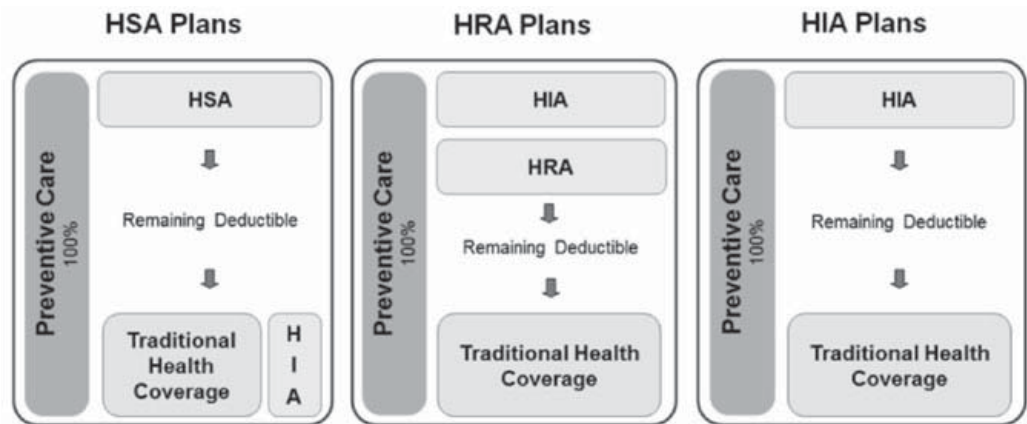 HSA Plans
Preventive Care
100%
HSA
Remaining Deductible
Traditional
Health
Coverage
H
I
A
HRA Plans
Preventive Care
100%
HIA
HRA
Remaining Deductible
Traditional Health
Coverage
HIA Plans
Preventive Care
100%
HIA
Remaining Deductible
Traditional Health
Coverage